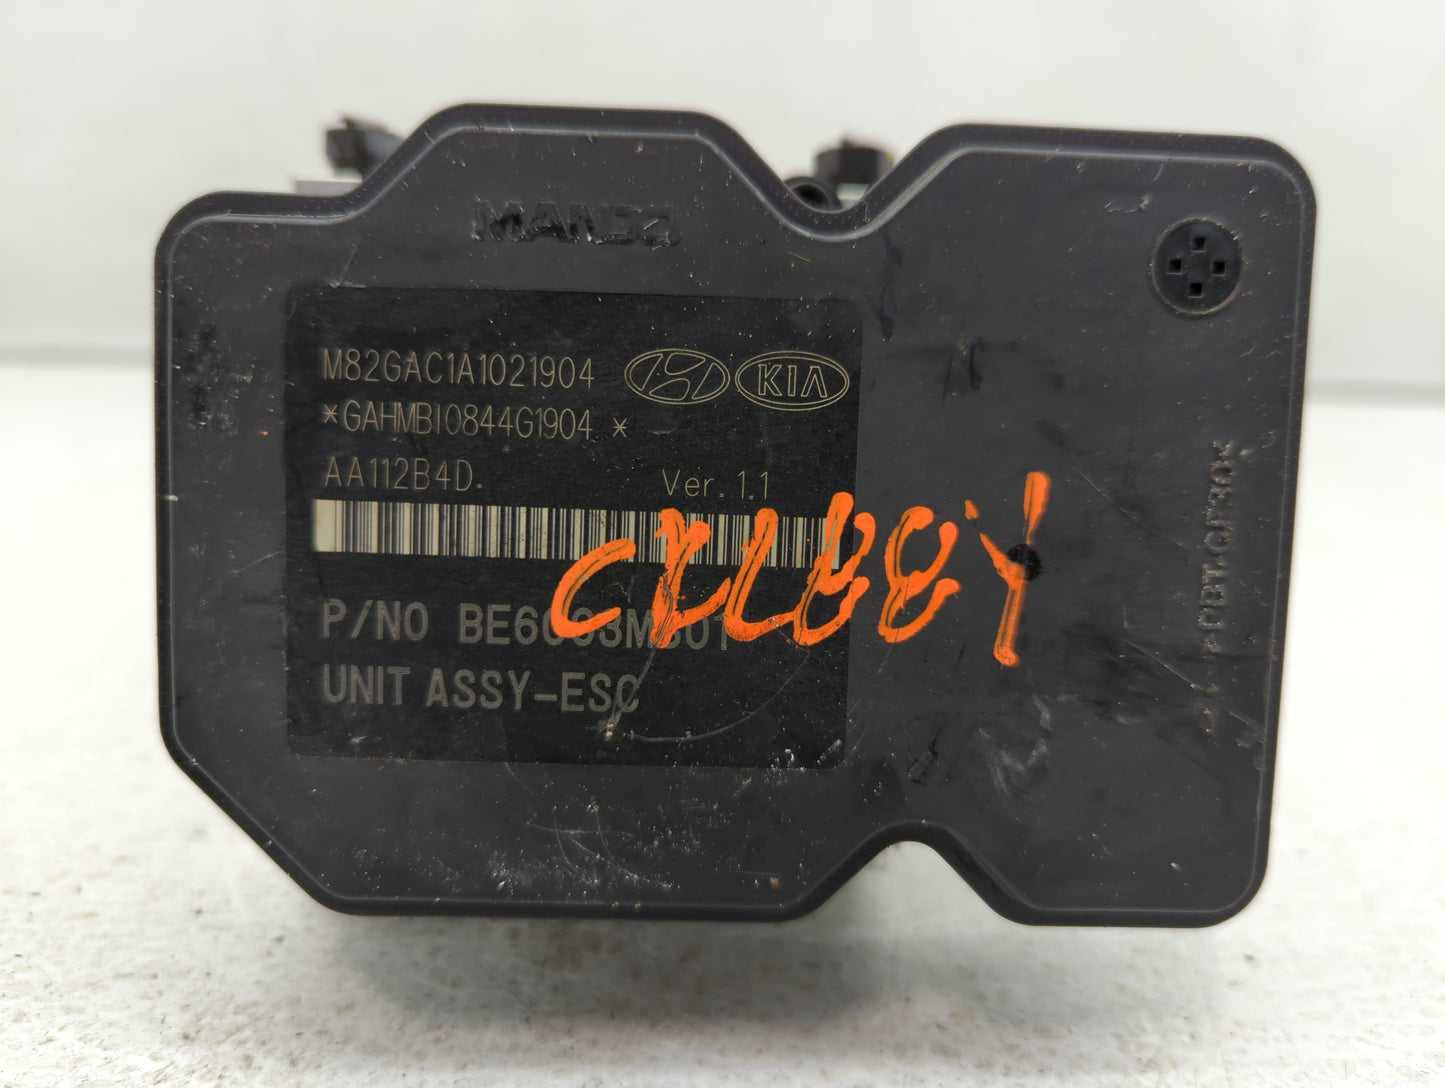 MANDO
M82GAC1A1021904
KIA
*GAHMBI0844G1904 *
AA112B4D.
Ver. 1.1
P/NO
UNIT ASSY-ESC